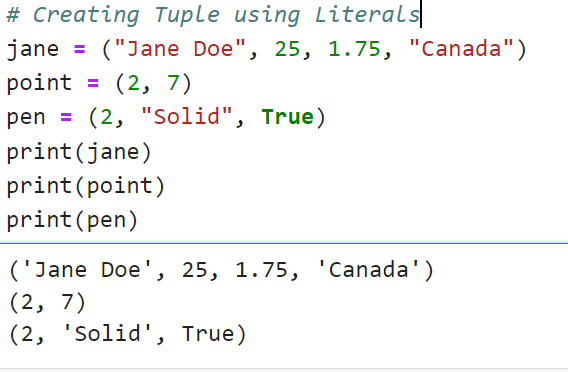 # Creating Tuple using Literals
jane = ("Jane Doe", 25, 1.75, "Canada")
point = (2, 7)
pen = (2, "Solid", True)
print(jane)
print(point)
print(pen)
('Jane Doe', 25, 1.75, 'Canada')
(2, 7)
(2, 'Solid', True)